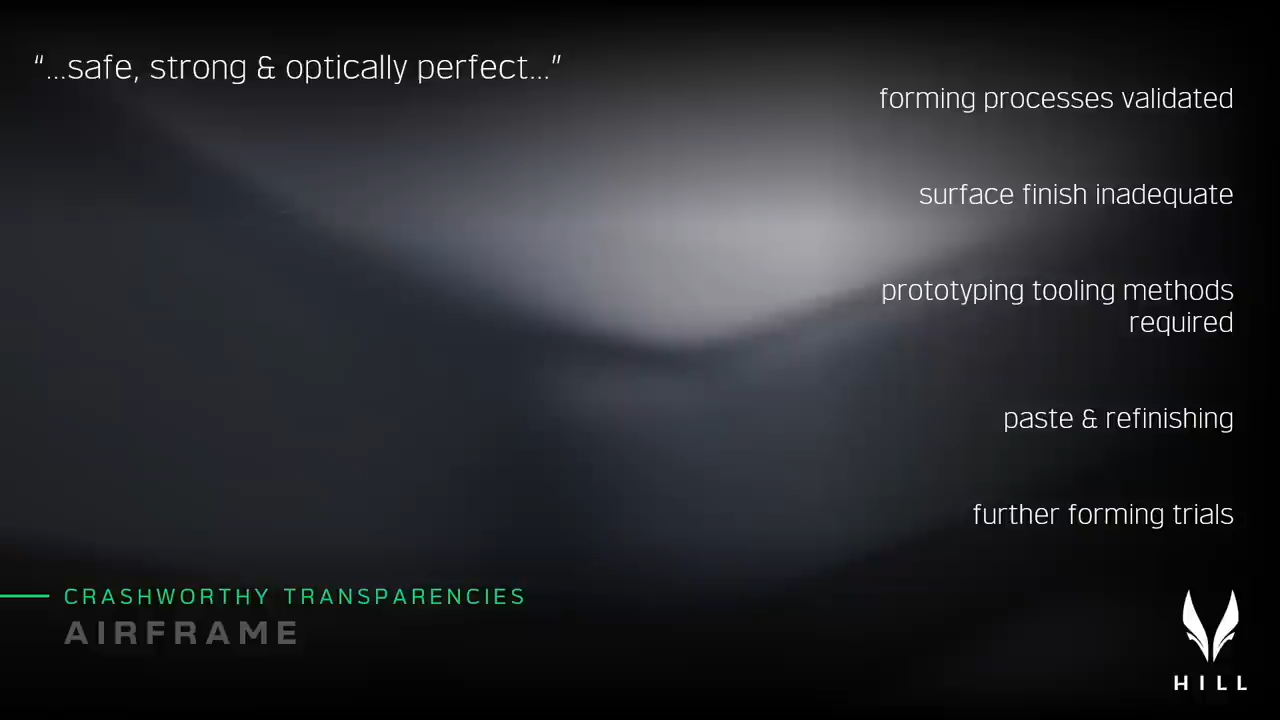 “...safe, strong & optically perfect...”
forming processes validated
surface finish inadequate
prototyping tooling methods
required
paste & refinishing
further forming trials
CRASHWORTHY TRANSPARENCIES
AIRFRAME
HILL